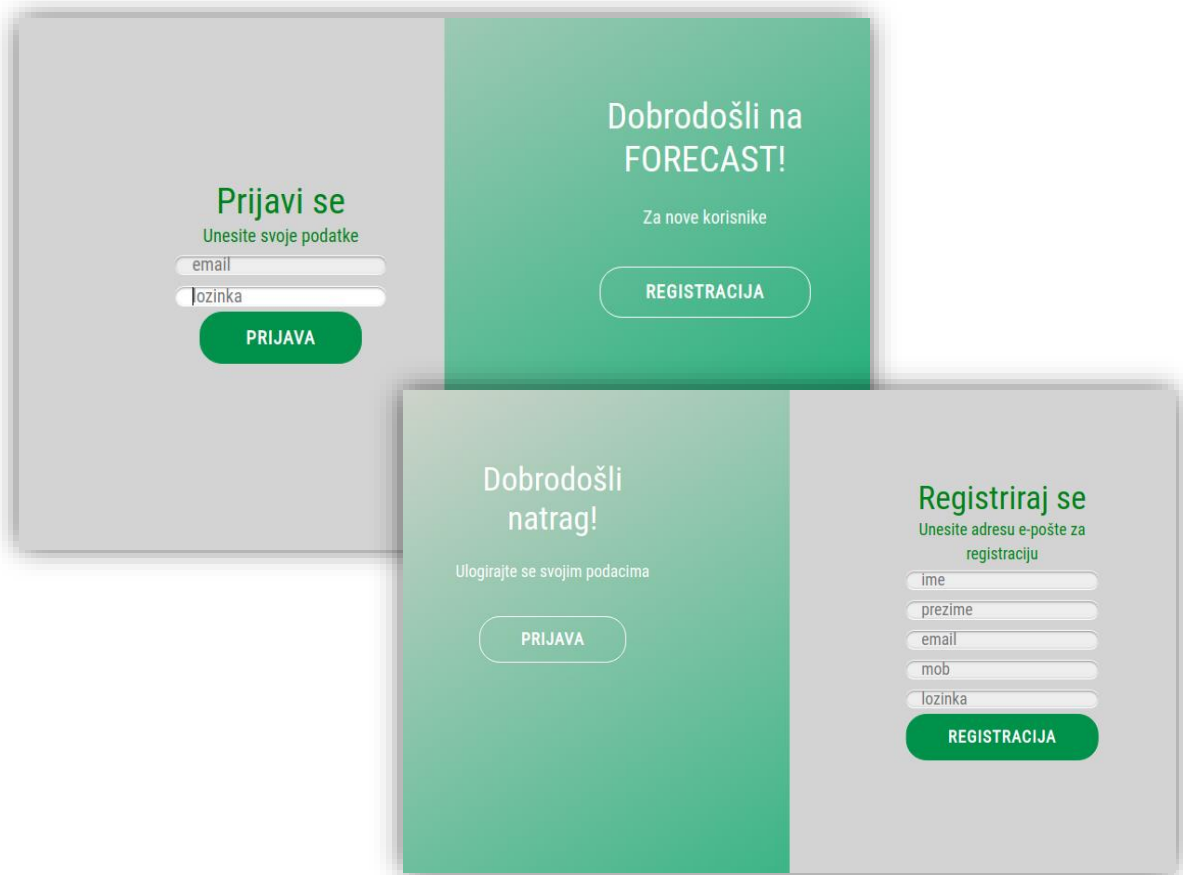 Prijavi se
Unesite svoje podatke
email
lozinka
PRIJAVA
Dobrodošli na
FORECAST!
Za nove korisnike
REGISTRACIJA
Dobrodošli
natrag!
Ulogirajte se svojim podacima
PRIJAVA
Registriraj se
Unesite adresu e-pošte za
registraciju
ime
prezime
email
mob
lozinka
REGISTRACIJA